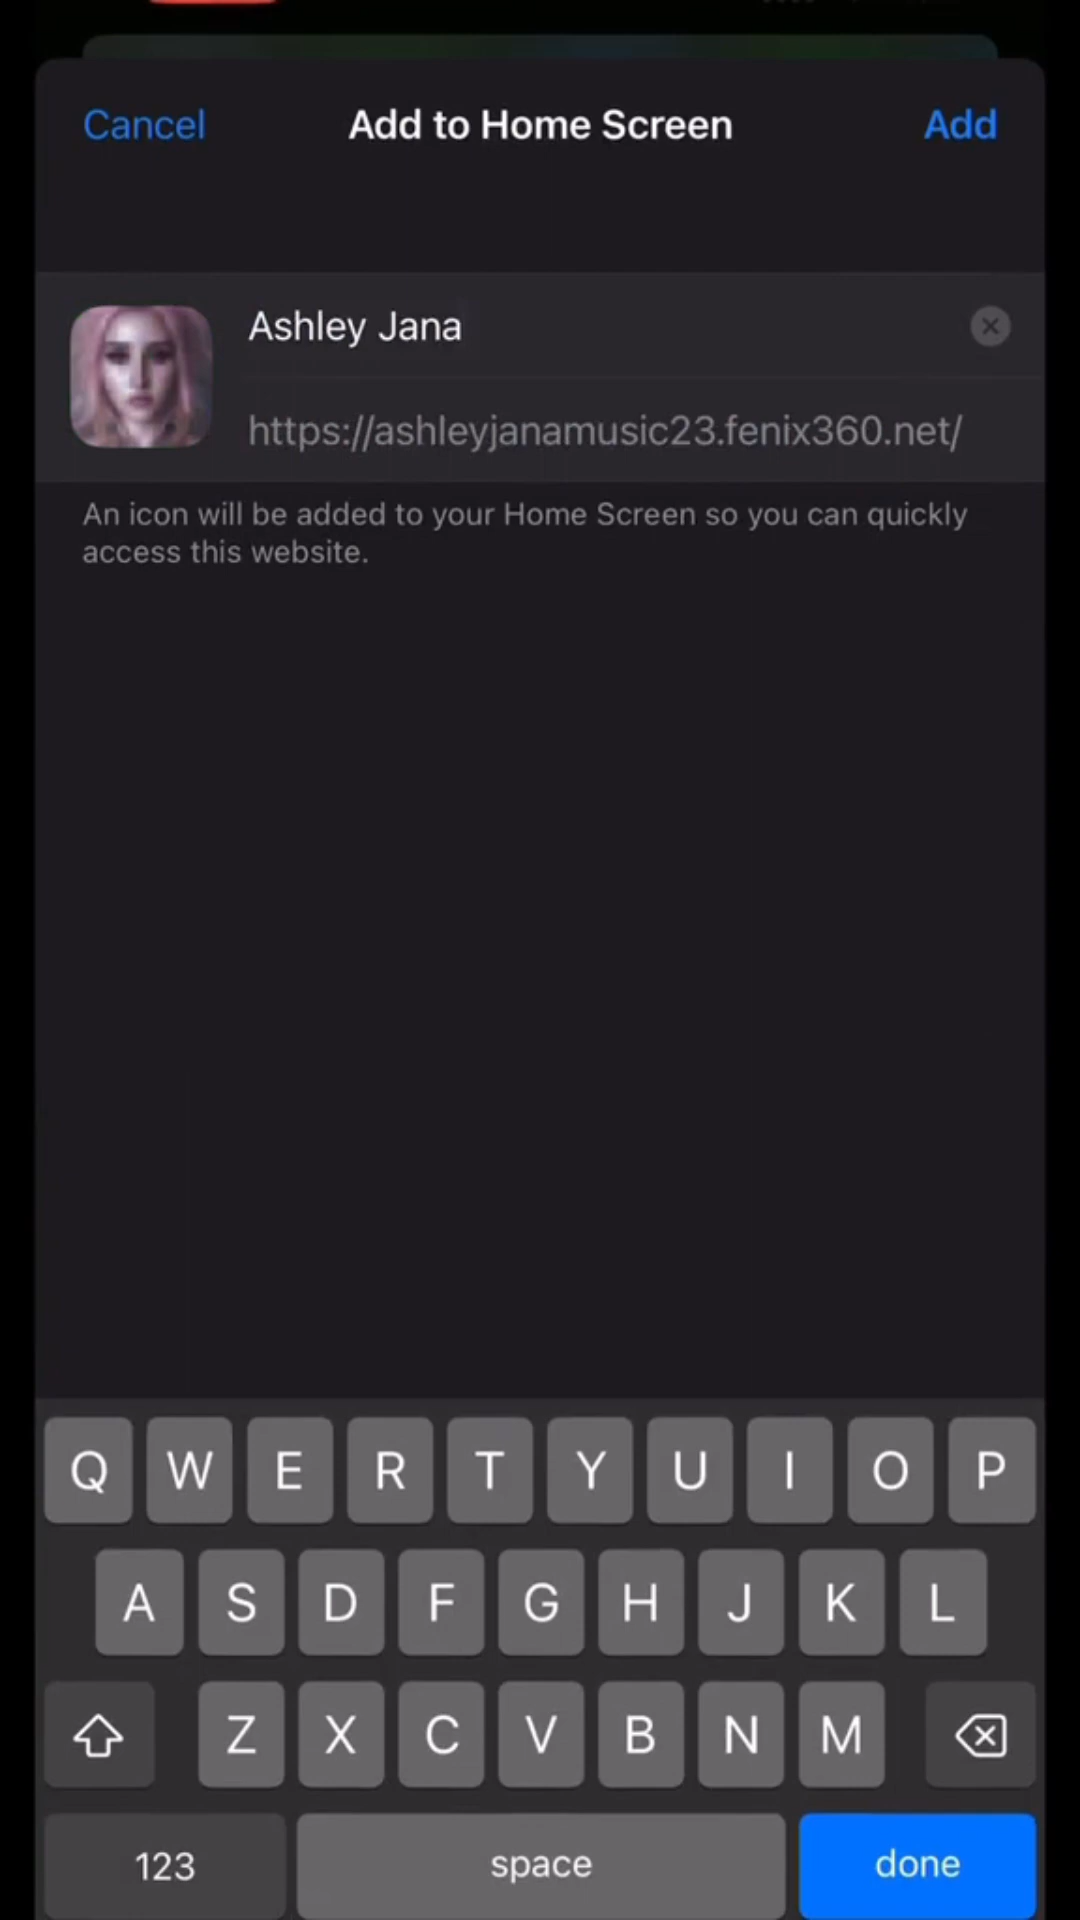 Cancel
Add to Home Screen
Add
Ashley Jana
https://ashleyjanamusic23.fenix360.net/
An icon will be added to your Home Screen so you can quickly
access this website.
Q W E R T Y U I O P
A S D F G H J K L
Z X C V B N M
123 space done